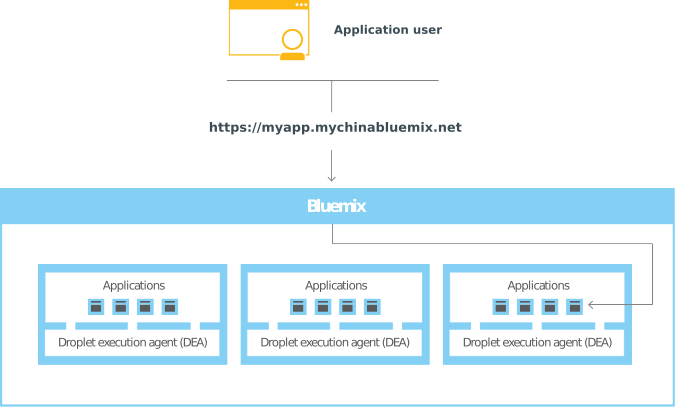 Application user
https://myapp.mychinabluemix.net
Bluemix
Applications
Applications
Applications
Droplet execution agent (DEA)
Droplet execution agent (DEA)
Droplet execution agent (DEA)